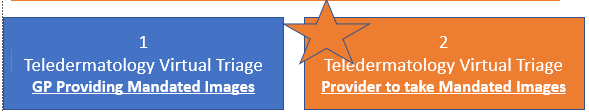 1
Teledermatology Virtual Triage
GP Providing Mandated Images
2
Teledermatology Virtual Triage
Provider to take Mandated Images